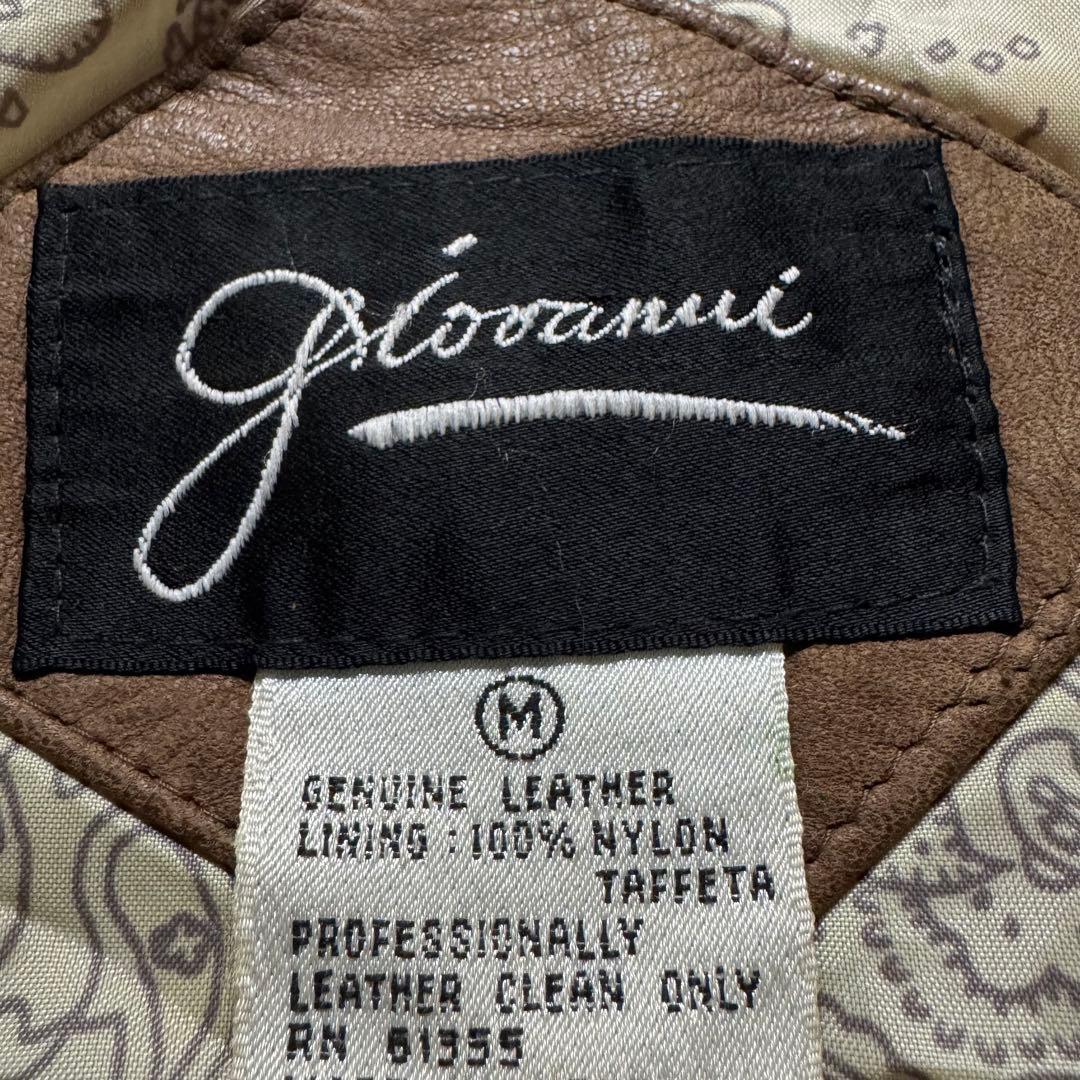 giovanni
M
GENUINE LEATHER
LINING : 100% NYLON
TAFFETA
PROFESSIONALLY
LEATHER CLEAN ONLY
RN 61355